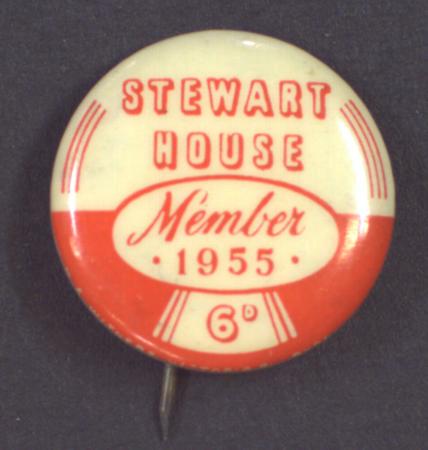 STEWART
HOUSE
Member
· 1955 ·
6D